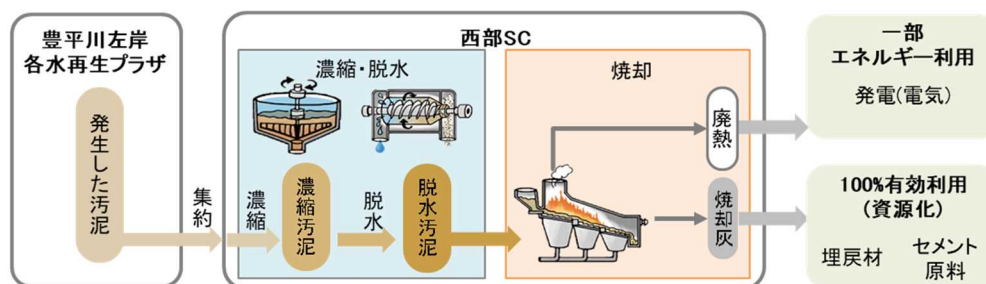 豊平川左岸
各水再生プラザ
発生した汚泥
集約
西部SC
濃縮・脱水
濃縮
濃縮汚泥
脱水
脱水汚泥
焼却
廃熱
焼却灰
一部
エネルギー利用
発電(電気)
100%有効利用
(資源化)
埋戻材
セメント
原料